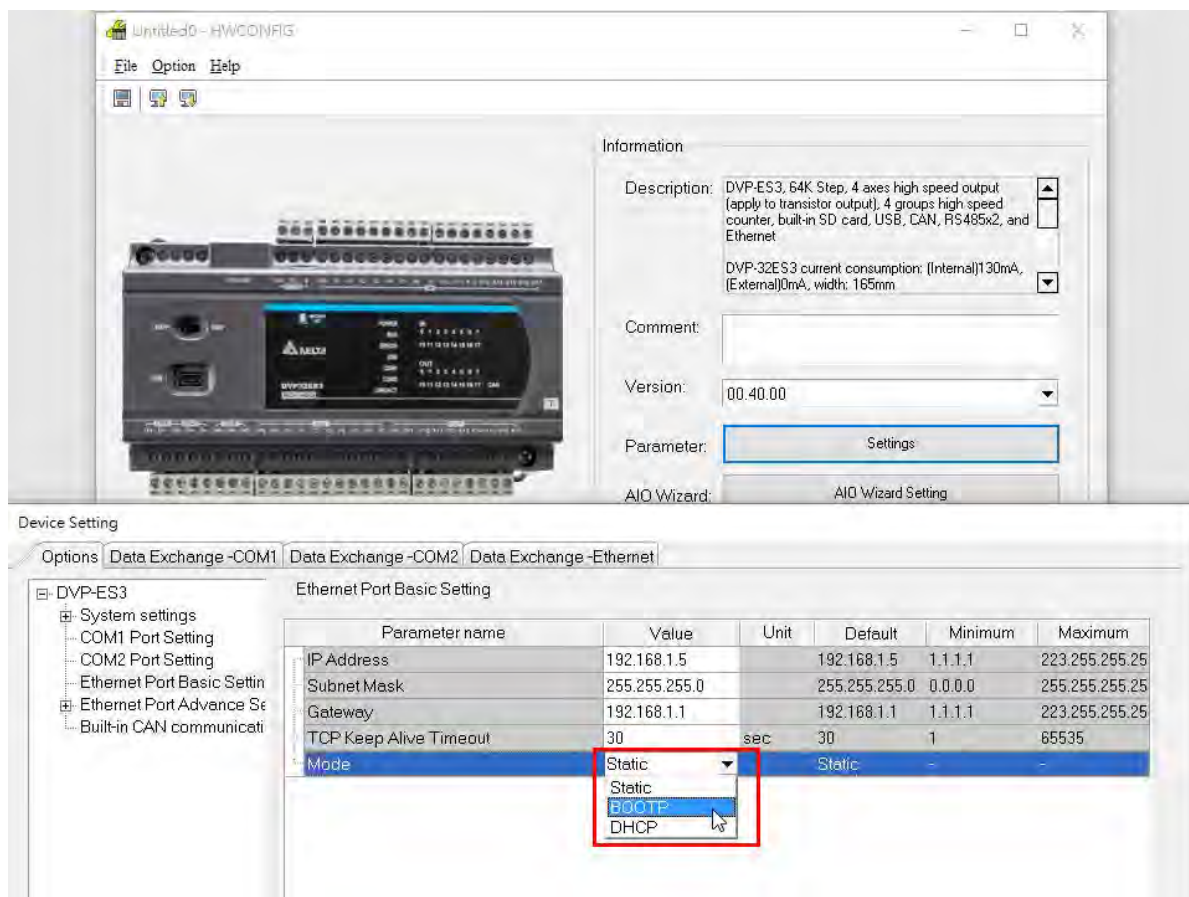 Untitled0 - HWCONFIG
File Option Help
Information
Description:
DVP-ES3, 64K Step, 4 axes high speed output
(apply to transistor output), 4 groups high speed
counter, built-in SD card, USB, CAN, RS485x2, and
Ethernet
DVP-32ES3 current consumption: (Internal)130mA,
(External)0mA, width: 165mm
Comment:
Version: 00.40.00
Parameter: Settings
AIO Wizard: AIO Wizard Setting
DELTA
Device Setting
Options Data Exchange -COM1 Data Exchange -COM2 Data Exchange -Ethernet
DVP-ES3
System settings
COM1 Port Setting
COM2 Port Setting
Ethernet Port Basic Settin
Ethernet Port Advance Se
Built-in CAN communicati
Ethernet Port Basic Setting
Parameter name Value Unit Default Minimum Maximum
IP Address 192.168.1.5 192.168.1.5 1.1.1.1 223.255.255.25
Subnet Mask 255.255.255.0 255.255.255.0 0.0.0.0 255.255.255.25
Gateway 192.168.1.1 192.168.1.1 1.1.1.1 223.255.255.25
TCP Keep Alive Timeout 30 sec 30 1 65535
Mode Static Static - -
Static
BOOTP
DHCP